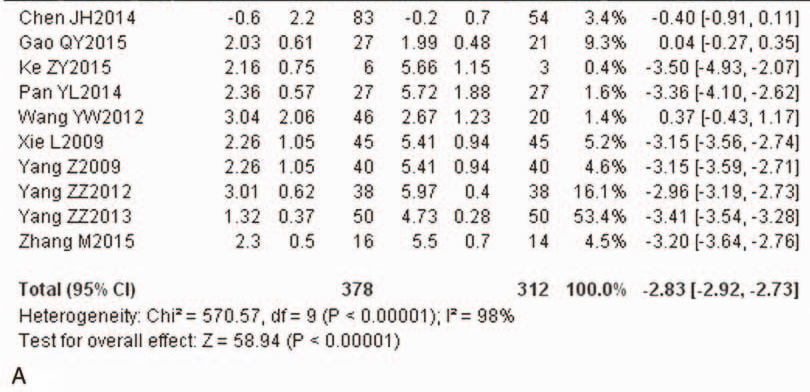 Chen JH2014 -0.6 2.2 83 -0.2 0.7 54 3.4% -0.40 [-0.91, 0.11]
Gao QY2015 2.03 0.61 27 1.99 0.48 21 9.3% 0.04 [-0.27, 0.35]
Ke ZY2015 2.16 0.75 6 5.66 1.15 3 0.4% -3.50 [-4.93, -2.07]
Pan YL2014 2.36 0.57 27 5.72 1.88 27 1.6% -3.36 [-4.10, -2.62]
Wang YW2012 3.04 2.06 46 2.67 1.23 20 1.4% 0.37 [-0.43, 1.17]
Xie L2009 2.26 1.05 45 5.41 0.94 45 5.2% -3.15 [-3.56, -2.74]
Yang Z2009 2.26 1.05 40 5.41 0.94 40 4.6% -3.15 [-3.59, -2.71]
Yang ZZ2012 3.01 0.62 38 5.97 0.4 38 16.1% -2.96 [-3.19, -2.73]
Yang ZZ2013 1.32 0.37 50 4.73 0.28 50 53.4% -3.41 [-3.54, -3.28]
Zhang M2015 2.3 0.5 16 5.5 0.7 14 4.5% -3.20 [-3.64, -2.76]
Total (95% CI) 378 312 100.0% -2.83 [-2.92, -2.73]
Heterogeneity: Chi² = 570.57, df = 9 (P < 0.00001); I² = 98%
Test for overall effect: Z = 58.94 (P < 0.00001)
A